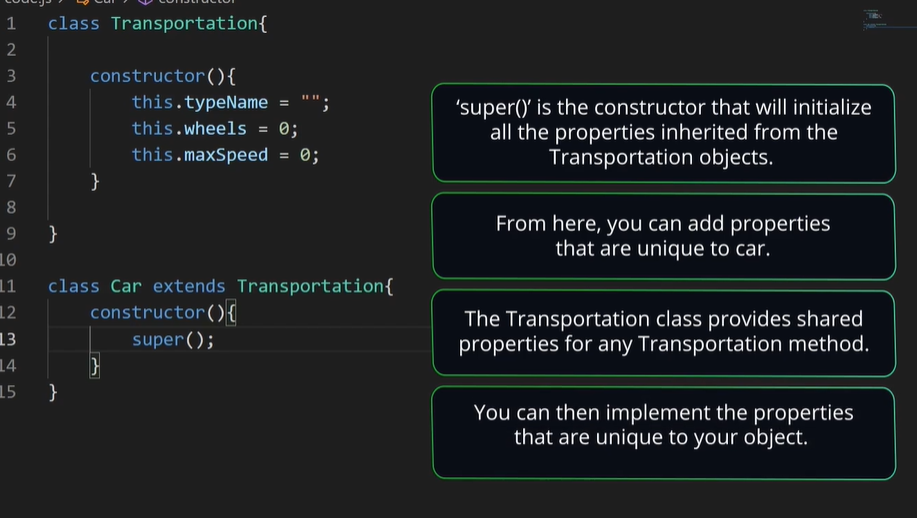 code.js > Car > constructor
1 class Transportation{
2
3 constructor(){
4 this.typeName = "";
5 this.wheels = 0;
6 this.maxSpeed = 0;
7 }
8
9 }
10
11 class Car extends Transportation{
12 constructor(){
13 super();
14 }
15 }
‘super()’ is the constructor that will initialize
all the properties inherited from the
Transportation objects.
From here, you can add properties
that are unique to car.
The Transportation class provides shared
properties for any Transportation method.
You can then implement the properties
that are unique to your object.